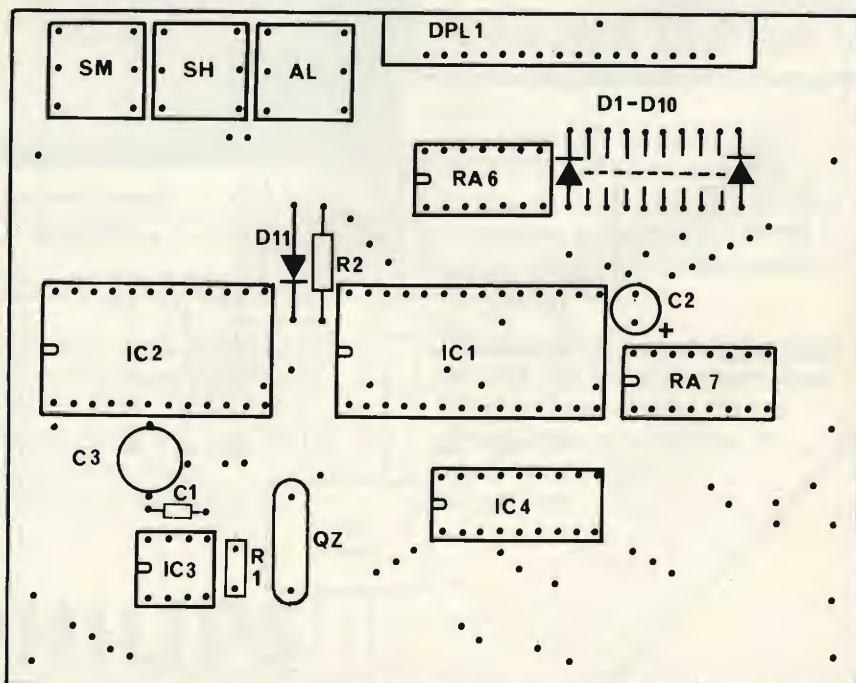 SM SH AL DPL1
D1-D10
RA6
D11
R2
C2
+
IC2 IC1
RA7
C3
C1
IC4
QZ
IC3
R
1